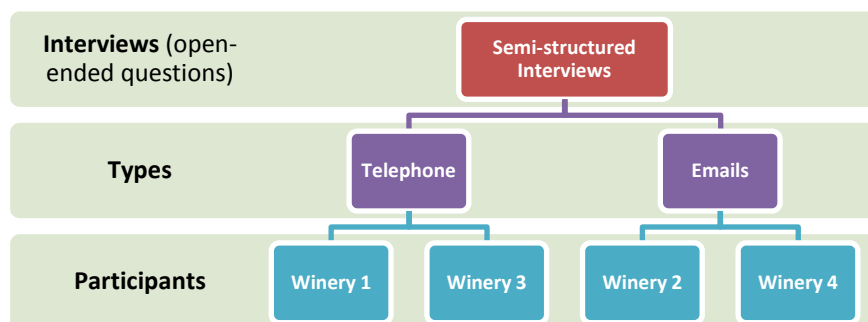 Interviews (open-
ended questions)
Semi-structured
Interviews
Types
Telephone
Emails
Participants
Winery 1
Winery 3
Winery 2
Winery 4